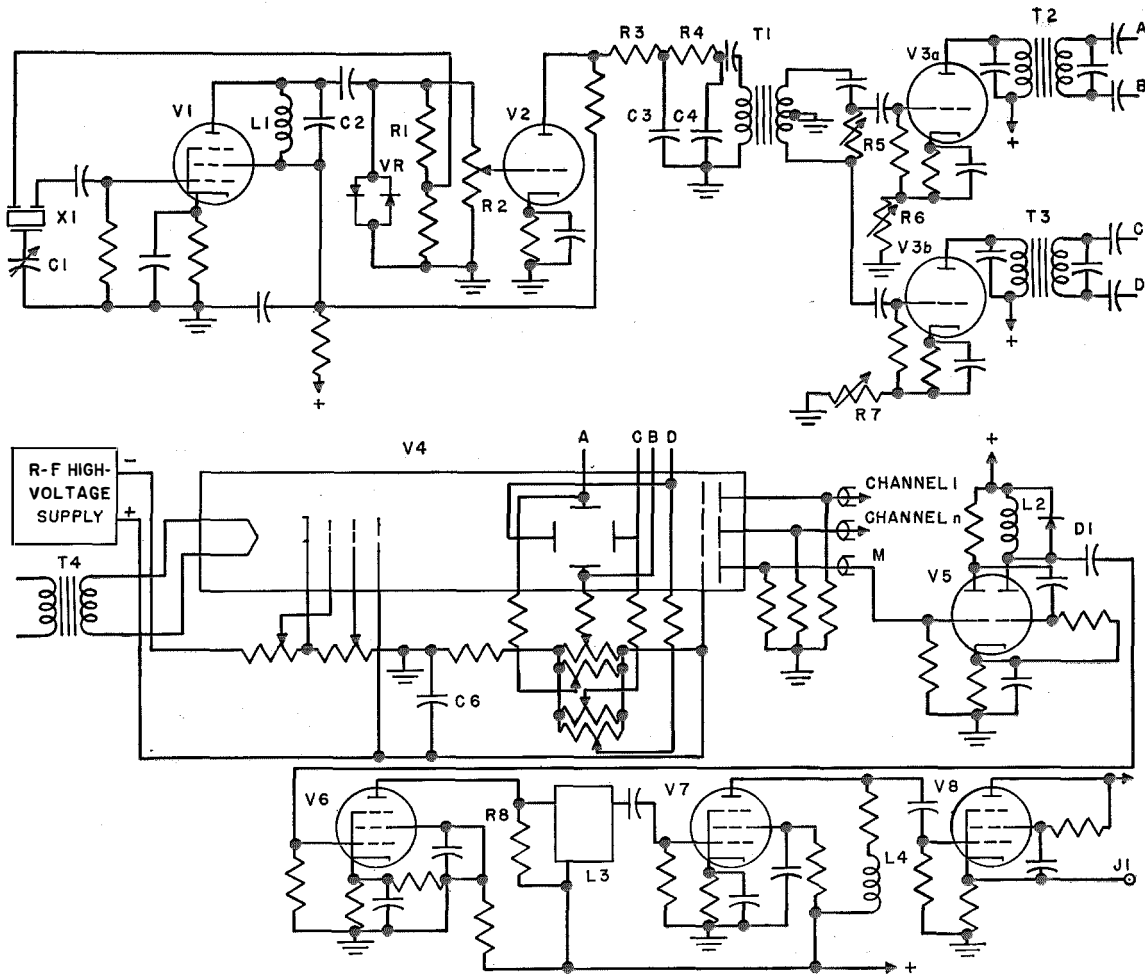 A
T2
R3
R4
T1
V3a
B
V1
L1
C2
R1
V2
C3
C4
R5
+
VR
X1
R2
R6
T3
C1
V3b
C
D
+
+
R7
A
C B D
V4
+
R-F HIGH-
VOLTAGE
SUPPLY
−
+
CHANNEL 1
CHANNEL n
M
L2
D1
T4
V5
C6
V6
R8
V7
V8
L3
L4
J1
+